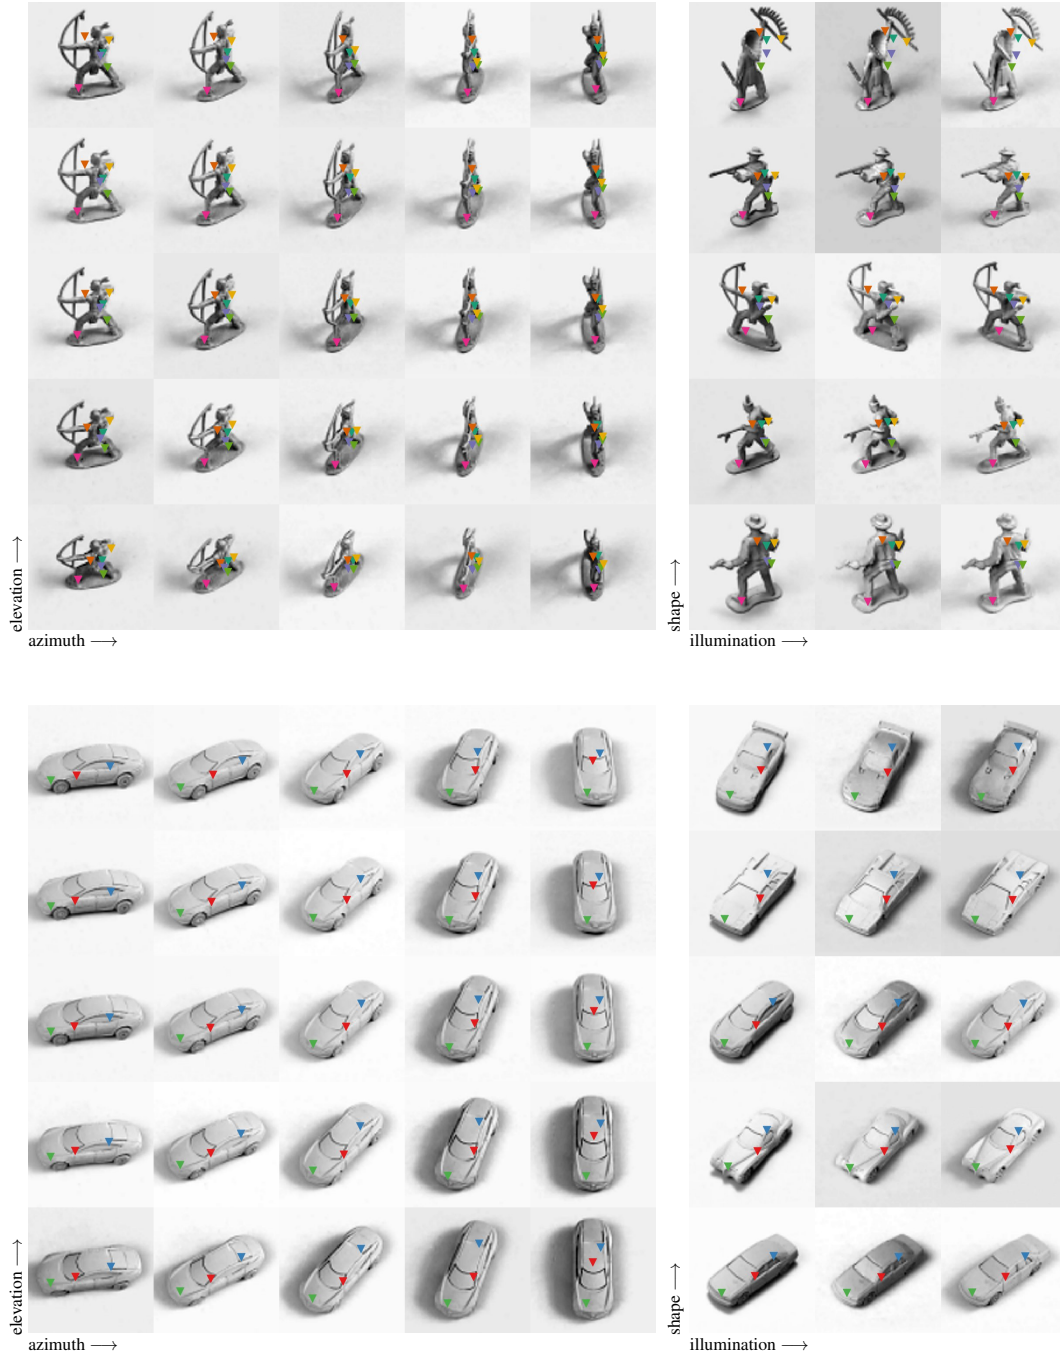 elevation →
azimuth →
shape →
illumination →
elevation →
azimuth →
shape →
illumination →